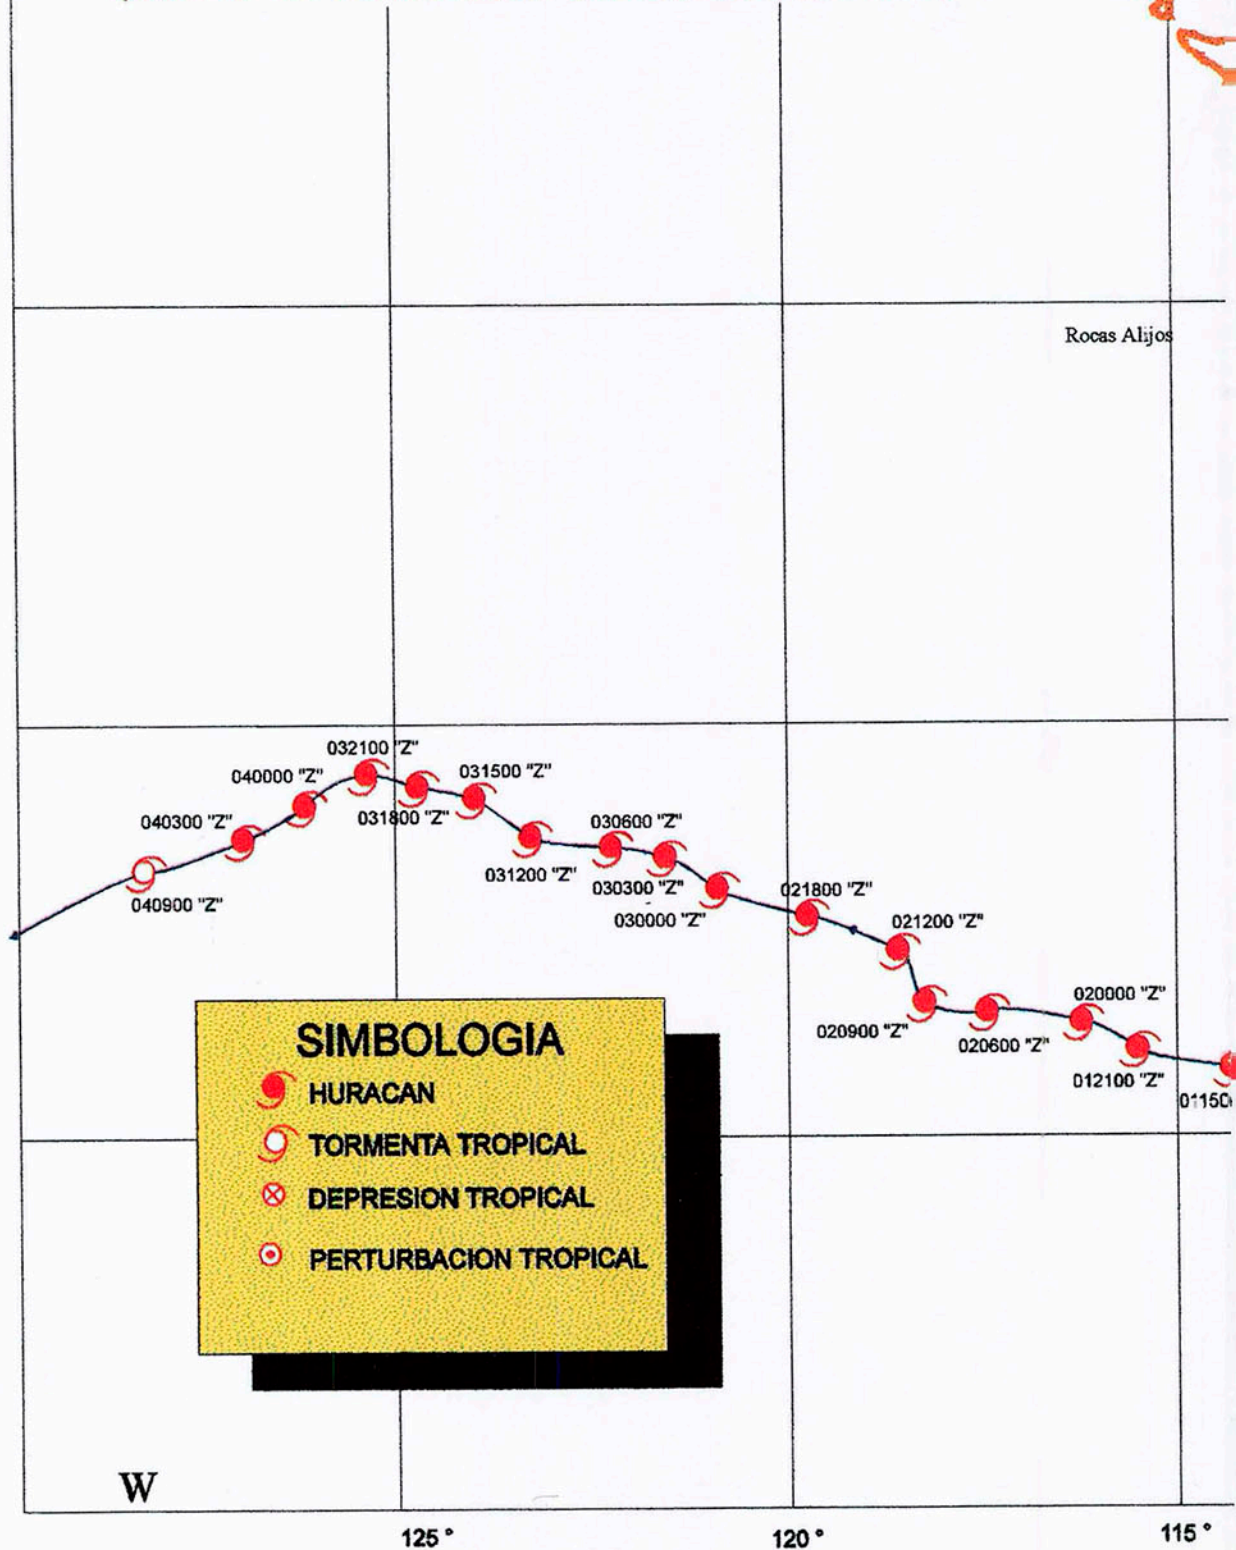 Rocas Alijos
032100 "Z"
040000 "Z"
031500 "Z"
040300 "Z"
031800 "Z"
030600 "Z"
031200 "Z"
030300 "Z"
021800 "Z"
040900 "Z"
030000 "Z"
021200 "Z"
020000 "Z"
020900 "Z"
020600 "Z"
012100 "Z"
01150
SIMBOLOGIA
HURACAN
TORMENTA TROPICAL
DEPRESION TROPICAL
PERTURBACION TROPICAL
W
125 °
120 °
115 °